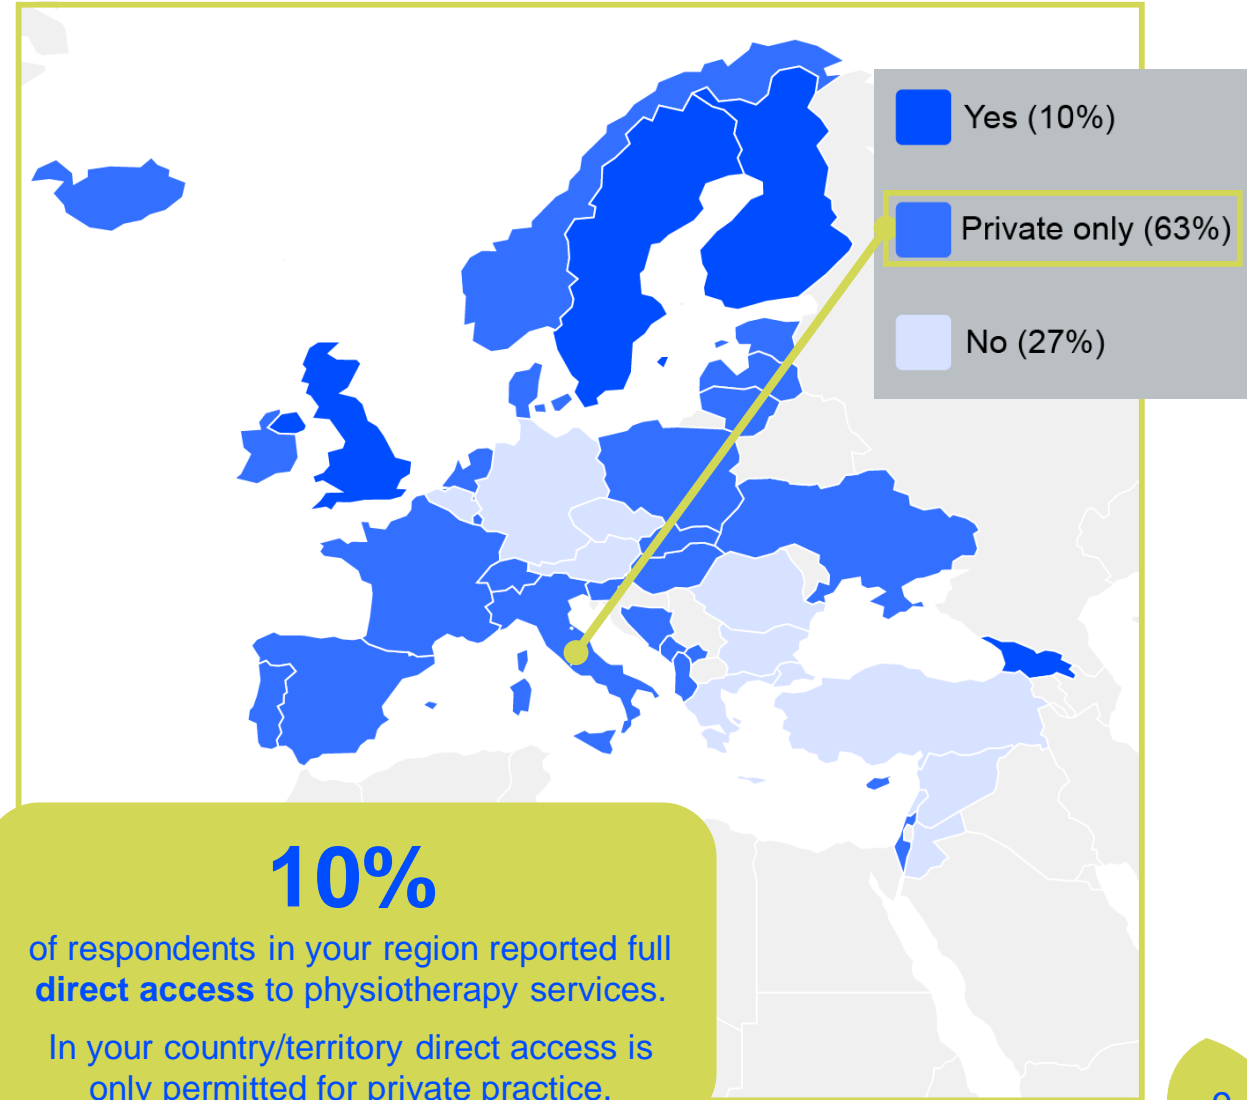 Yes (10%)
Private only (63%)
No (27%)
10%
of respondents in your region reported full
direct access to physiotherapy services.
In your country/territory direct access is
only permitted for private practice.